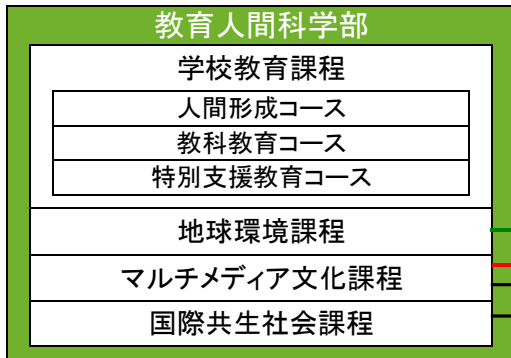 教育人間科学部
学校教育課程
人間形成コース
教科教育コース
特別支援教育コース
地球環境課程
マルチメディア文化課程
国際共生社会課程